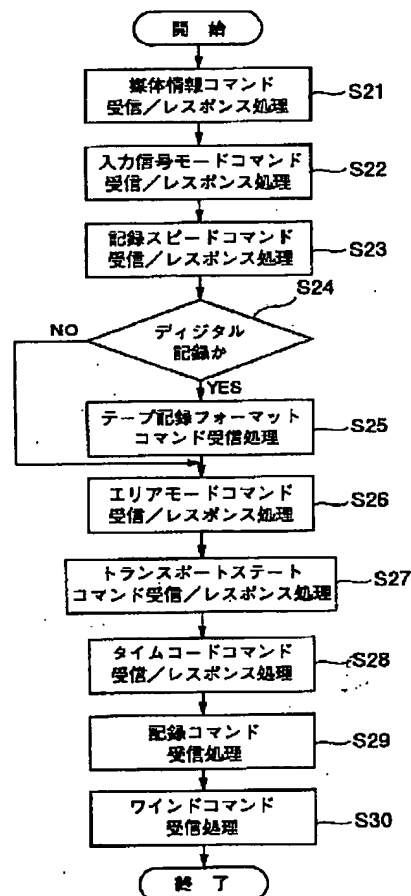 開 始
媒体情報コマンド
受信／レスポンス処理
S21
入力信号モードコマンド
受信／レスポンス処理
S22
記録スピードコマンド
受信／レスポンス処理
S23
S24
NO
ディジタル
記録か
YES
テープ記録フォーマット
コマンド受信処理
S25
エリアモードコマンド
受信／レスポンス処理
S26
トランスポートステート
コマンド受信／レスポンス処理
S27
タイムコードコマンド
受信／レスポンス処理
S28
記録コマンド
受信処理
S29
ワインドコマンド
受信処理
S30
終 了